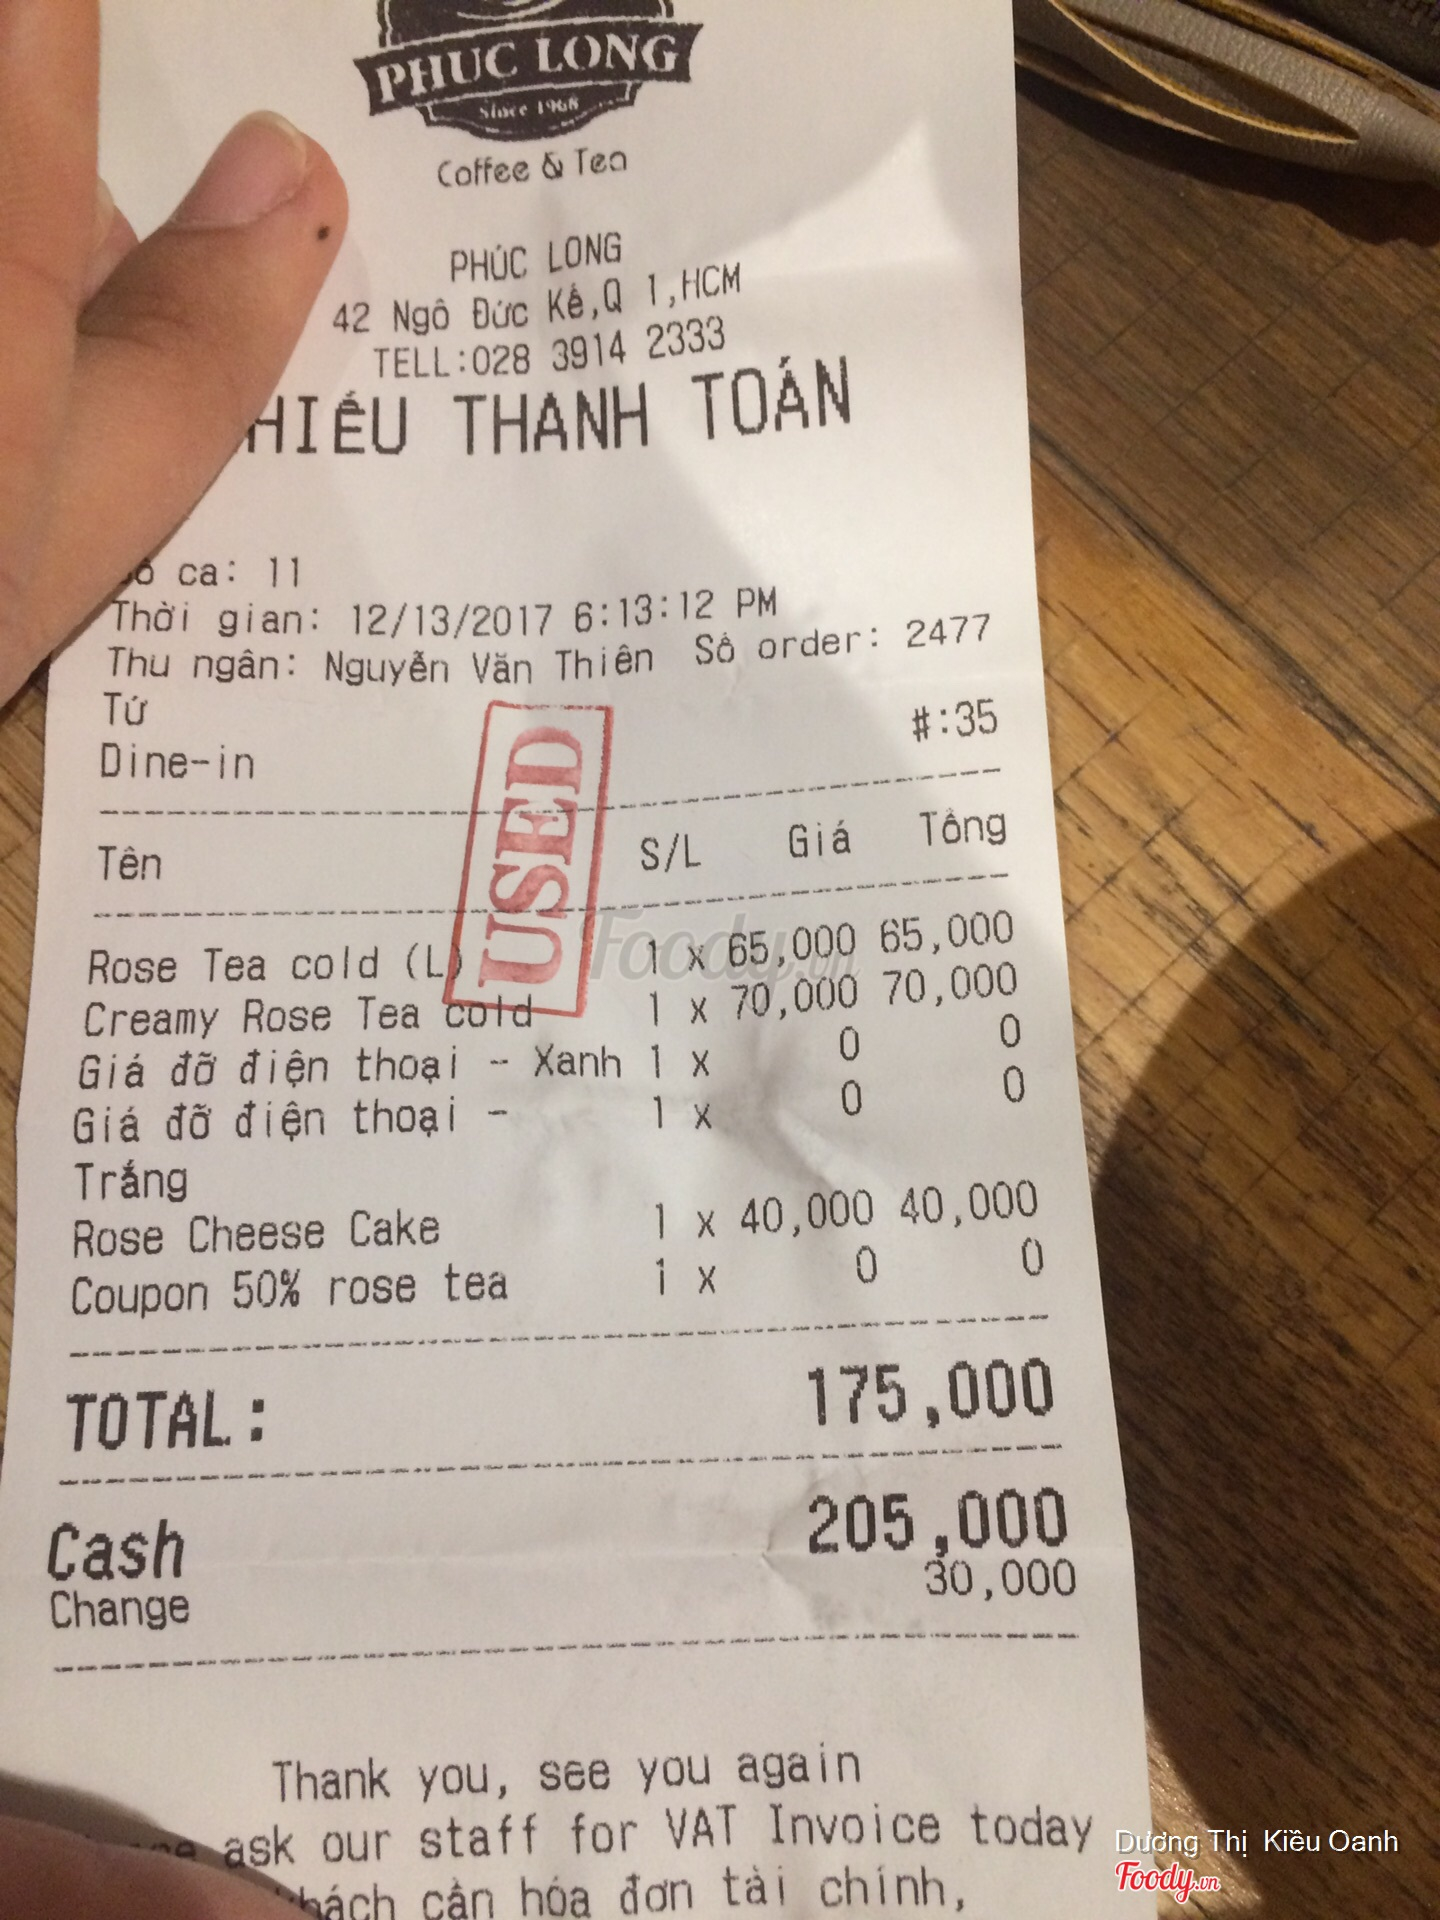 PHUC LONG
Since 1968
Coffee & Tea
PHÚC LONG
42 Ngô Đức Kế,Q 1,HCM
TELL:028 3914 2333
HIẾU THANH TOÁN
ca: 11
Thời gian: 12/13/2017 6:13:12 PM
Thu ngân: Nguyễn Văn Thiên Số order: 2477
Tứ
Dine-in #:35
USED
Tên S/L Giá Tổng
Rose Tea cold (L) 1 x 65,000 65,000
Creamy Rose Tea cold 1 x 70,000 70,000
Giá đỡ điện thoại - Xanh 1 x 0 0
Giá đỡ điện thoại - 1 x 0 0
Trắng
Rose Cheese Cake 1 x 40,000 40,000
Coupon 50% rose tea 1 x 0 0
TOTAL: 175,000
Cash 205,000
Change 30,000
Thank you, see you again
ask our staff for VAT Invoice today
khách cần hóa đơn tài chính,
Foody.vn
Dương Thị Kiều Oanh
Foody.vn